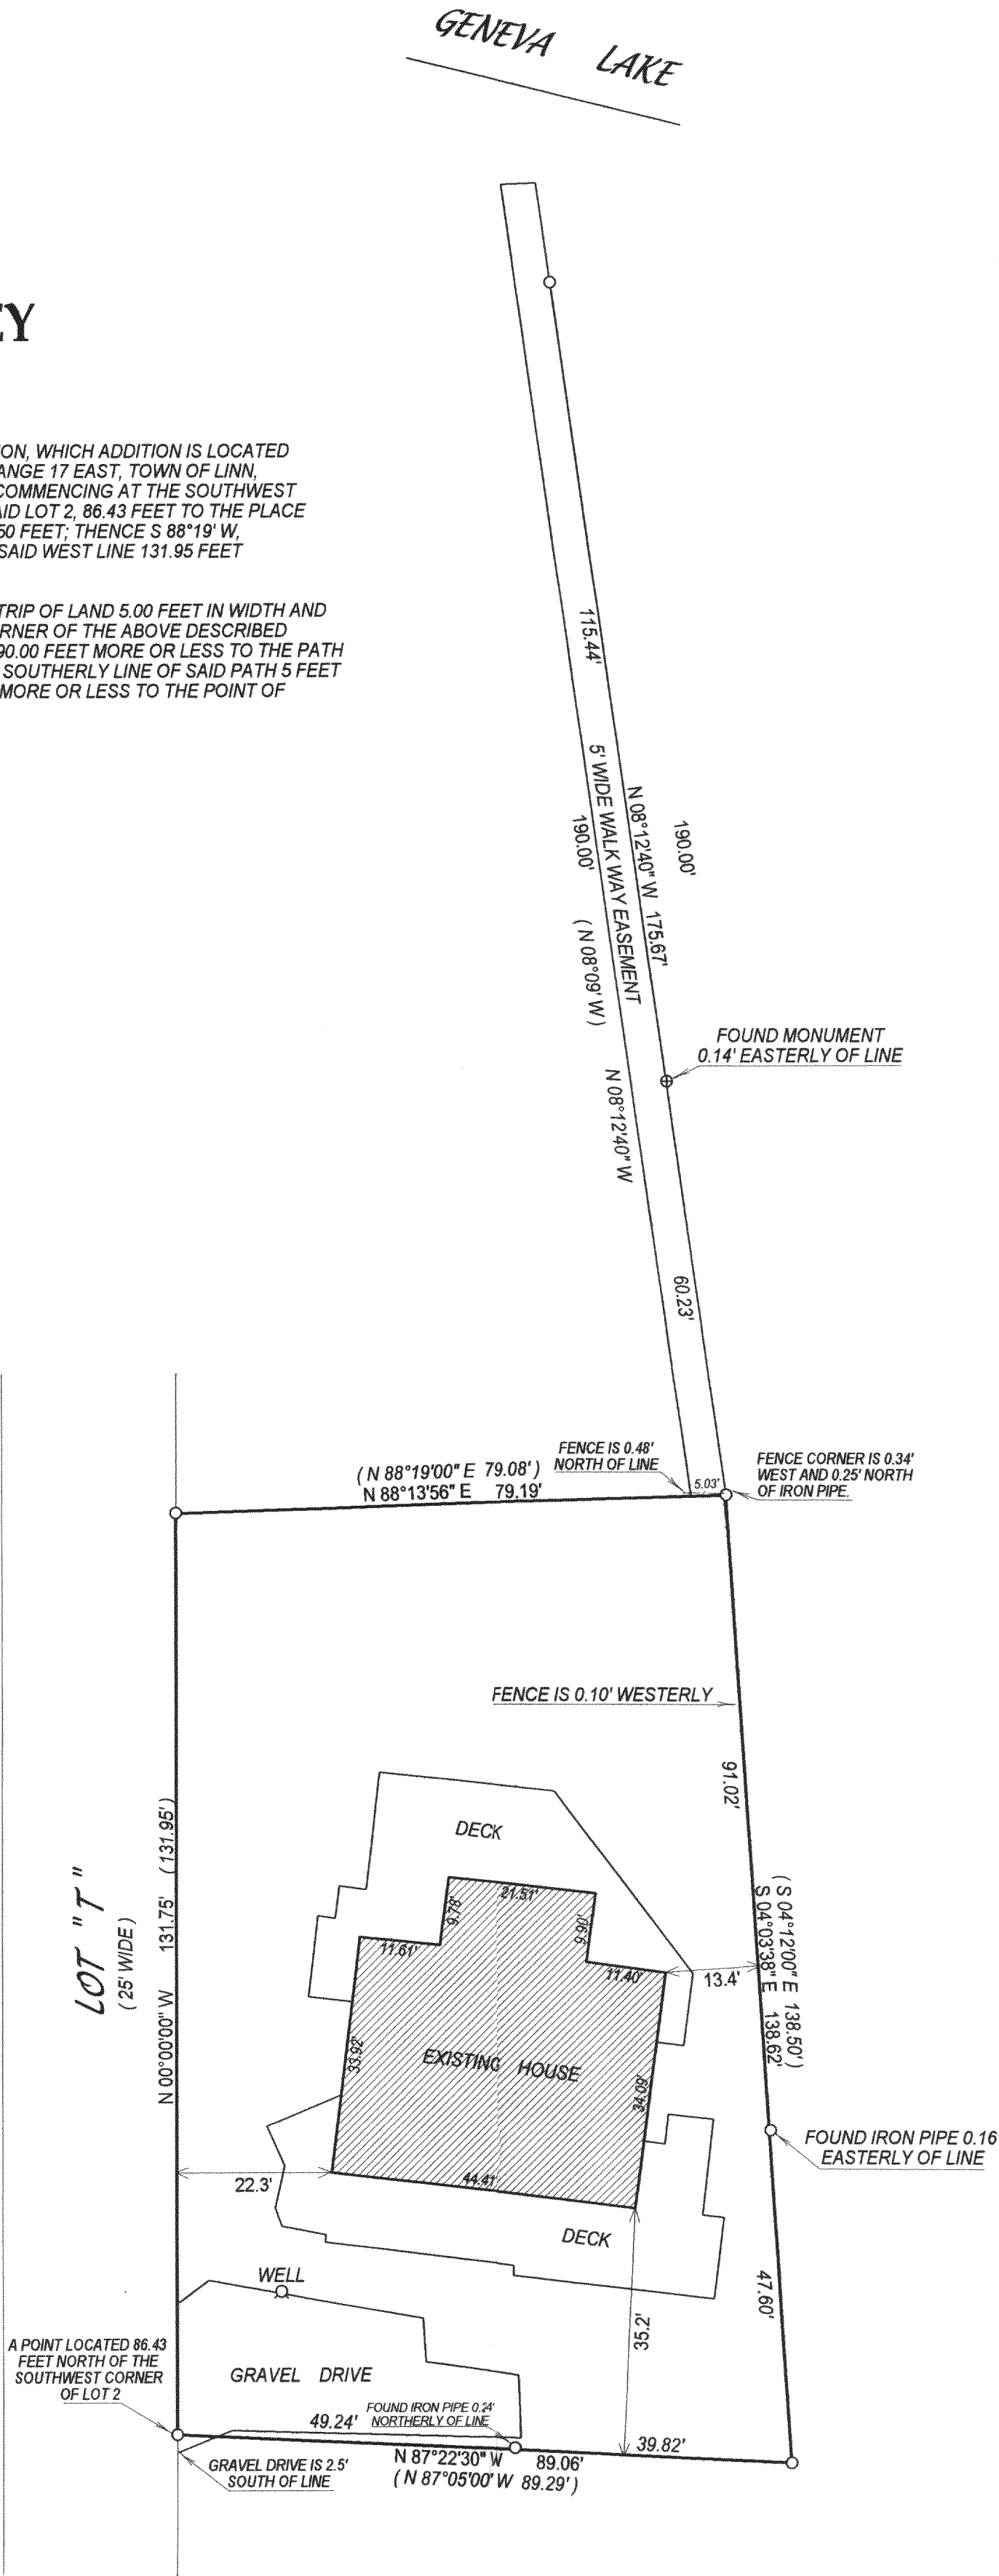 GENEVA LAKE
EY
ON, WHICH ADDITION IS LOCATED
ANGE 17 EAST, TOWN OF LINN,
COMMENCING AT THE SOUTHWEST
AID LOT 2, 86.43 FEET TO THE PLACE
50 FEET; THENCE S 88°19' W,
SAID WEST LINE 131.95 FEET
TRIP OF LAND 5.00 FEET IN WIDTH AND
RNER OF THE ABOVE DESCRIBED
90.00 FEET MORE OR LESS TO THE PATH
SOUTHERLY LINE OF SAID PATH 5 FEET
MORE OR LESS TO THE POINT OF
115.44'
5' WIDE WALK WAY EASEMENT
190.00'
N 08°12'40" W 175.67'
190.00'
( N 08°09' W )
N 08°12'40" W
FOUND MONUMENT
0.14' EASTERLY OF LINE
60.23'
FENCE IS 0.48'
NORTH OF LINE
5.03'
FENCE CORNER IS 0.34'
WEST AND 0.25' NORTH
OF IRON PIPE.
( N 88°19'00" E 79.08' )
N 88°13'56" E 79.19'
FENCE IS 0.10' WESTERLY
91.02'
DECK
21.51'
9.78'
9.90'
11.61'
11.40'
13.4'
( S 04°12'00" E 138.50' )
S 04°03'38" E 138.62'
LOT "T"
( 25' WIDE )
N 00°00'00" W 131.75' ( 131.95' )
33.92'
EXISTING HOUSE
34.09'
FOUND IRON PIPE 0.16'
EASTERLY OF LINE
22.3'
44.41'
DECK
WELL
47.60'
35.2'
A POINT LOCATED 86.43
FEET NORTH OF THE
SOUTHWEST CORNER
OF LOT 2
GRAVEL DRIVE
FOUND IRON PIPE 0.24'
NORTHERLY OF LINE
49.24'
39.82'
N 87°22'30" W 89.06'
( N 87°05'00" W 89.29' )
GRAVEL DRIVE IS 2.5'
SOUTH OF LINE